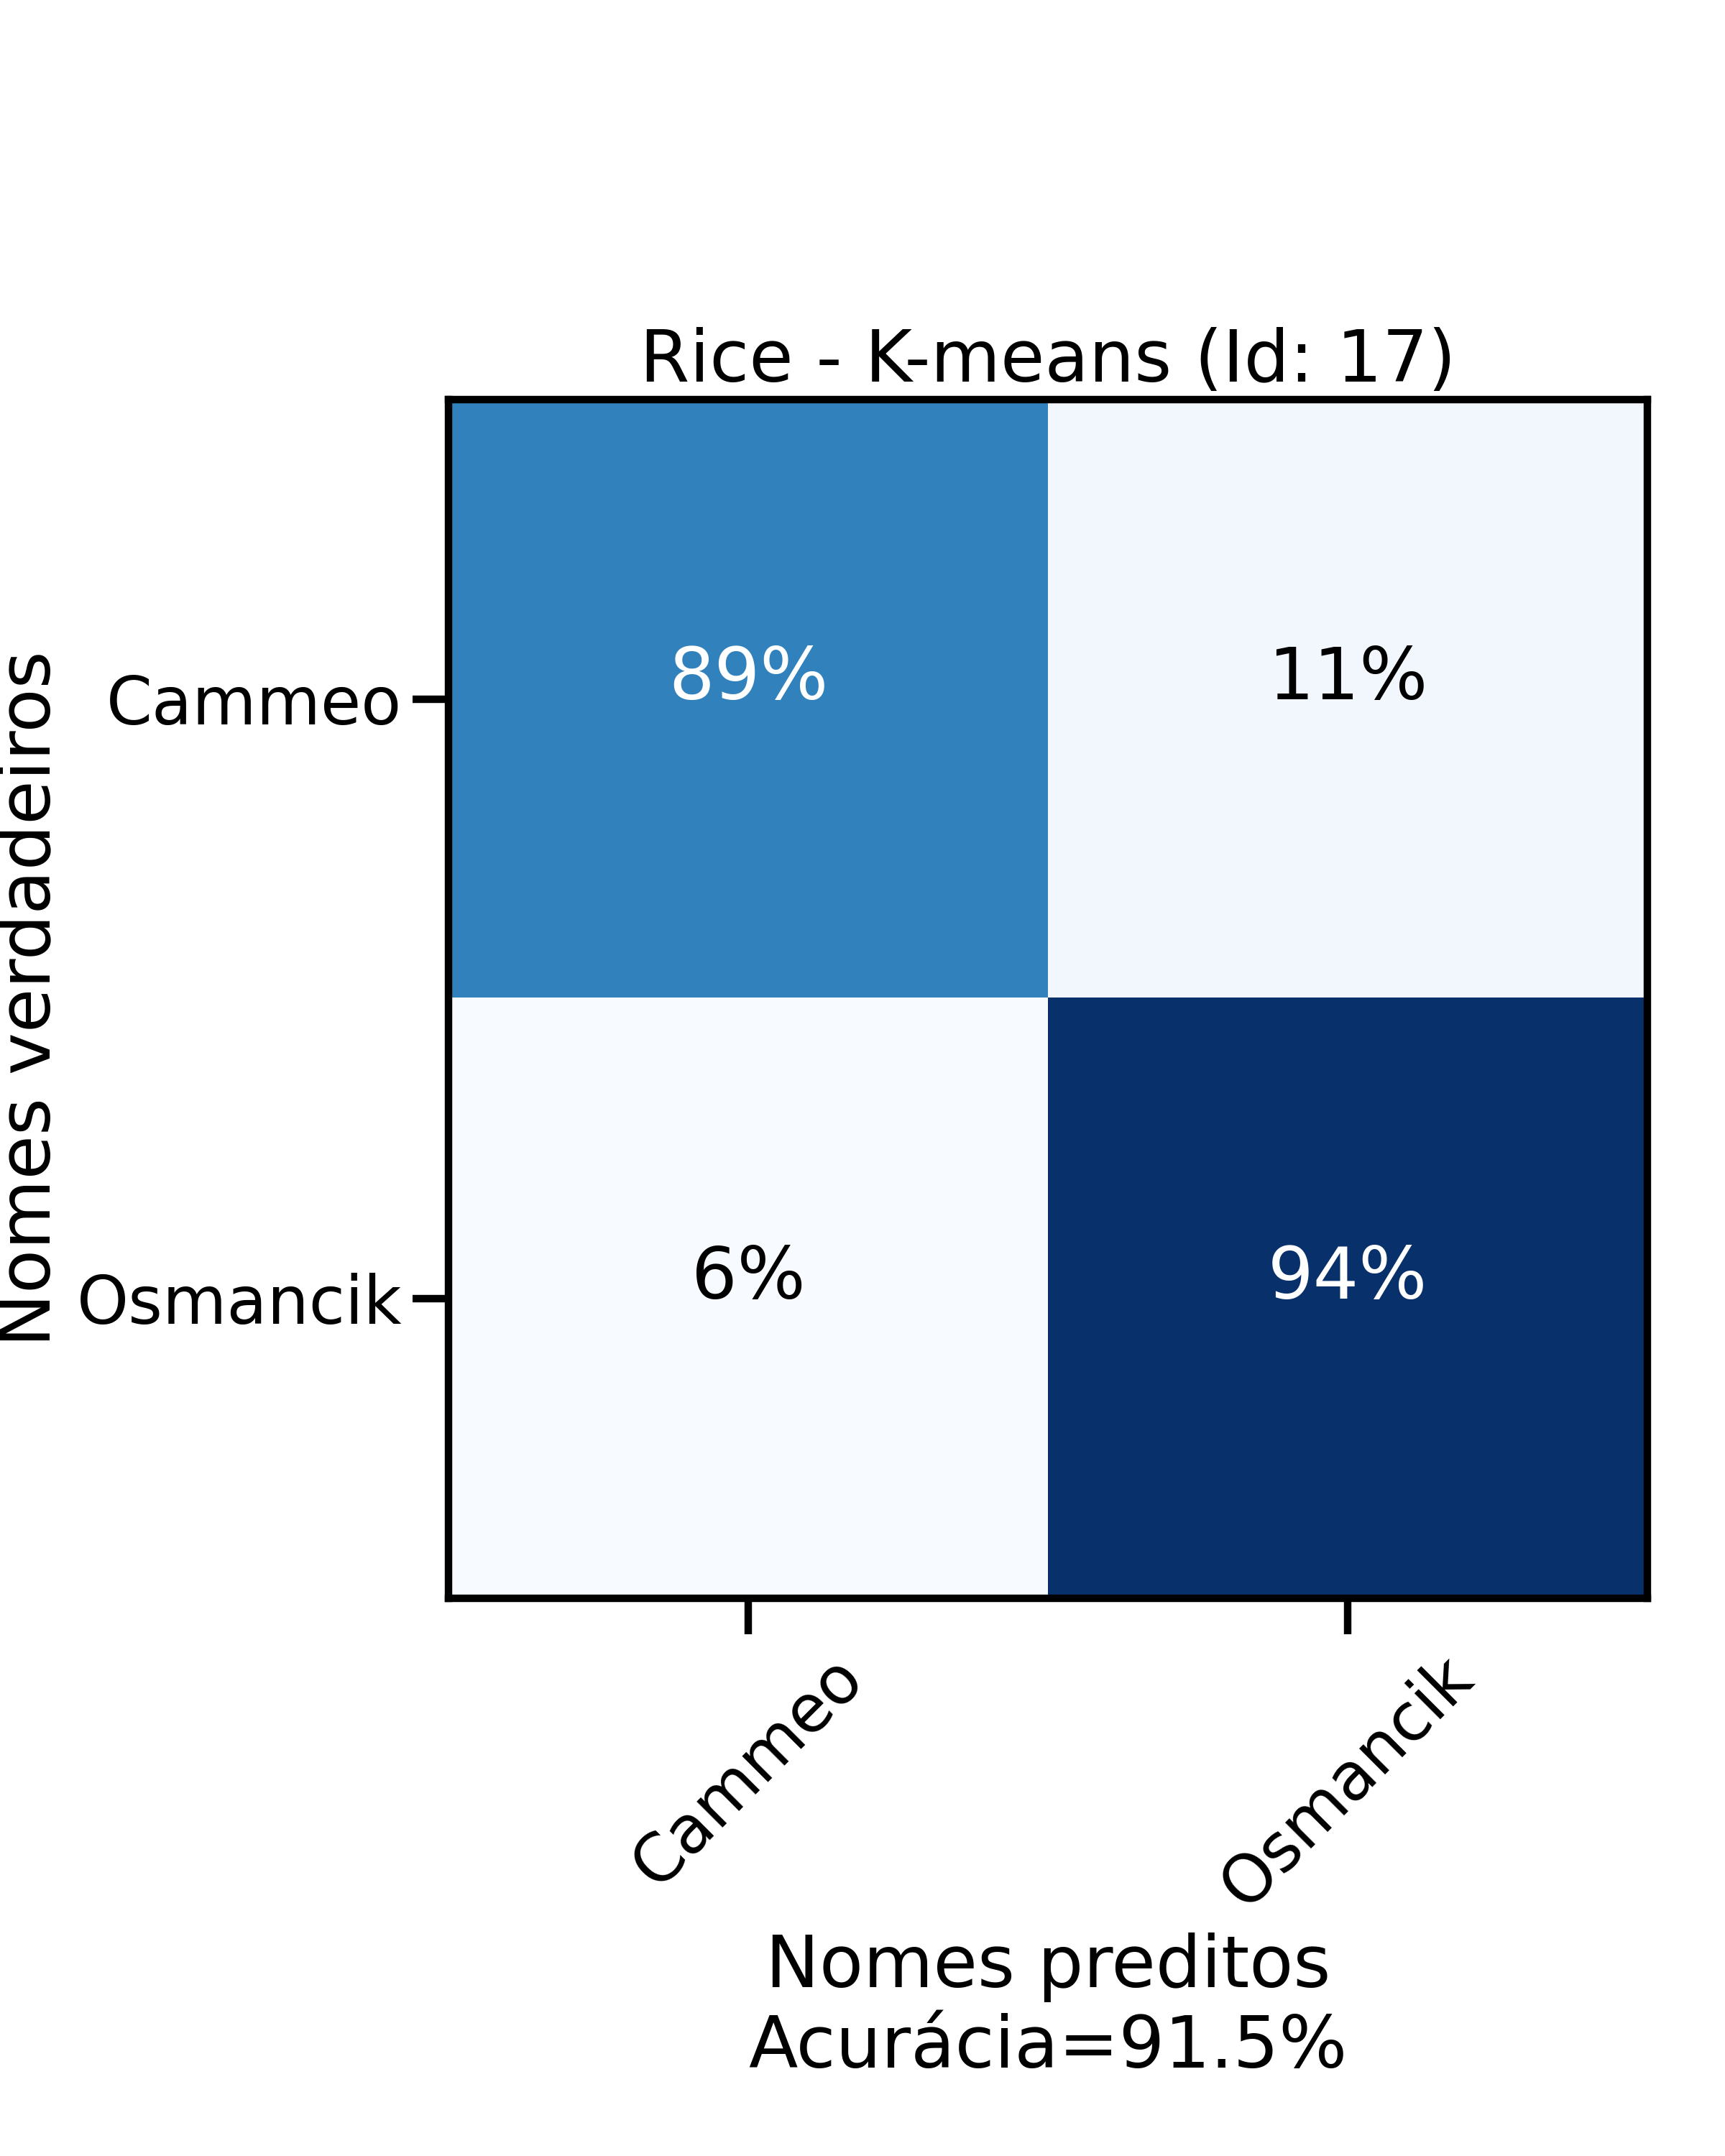 Rice - K-means (Id: 17)
Nomes verdadeiros
Cammeo
89%
11%
Osmancik
6%
94%
Cammeo
Osmancik
Nomes preditos
Acurácia=91.5%